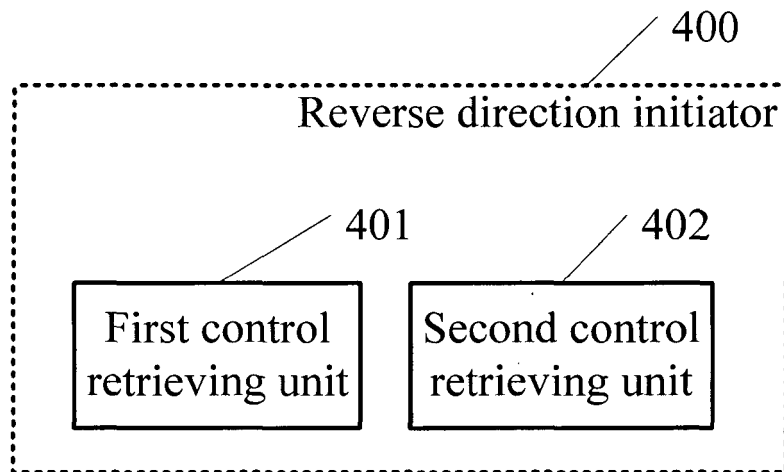 400
Reverse direction initiator
401
402
First control
retrieving unit
Second control
retrieving unit